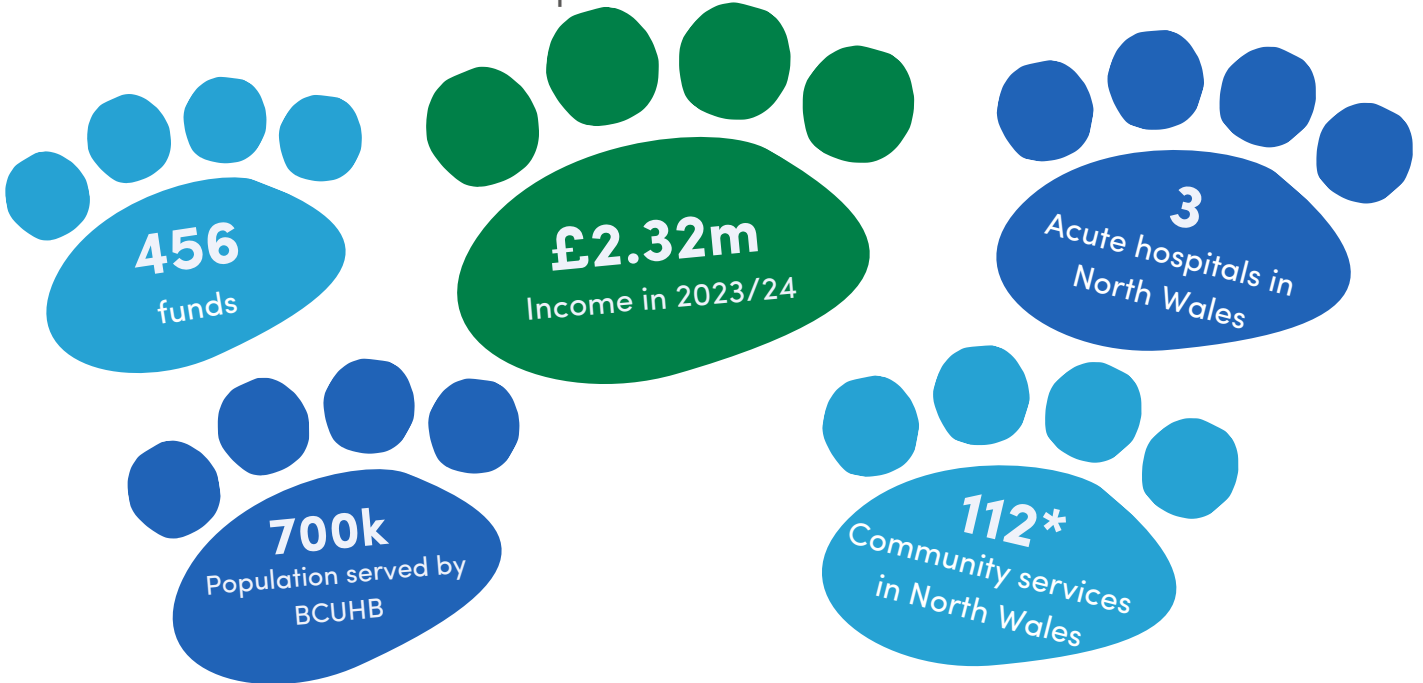 456
funds
£2.32m
Income in 2023/24
3
Acute hospitals in
North Wales
700k
Population served by
BCUHB
112*
Community services
in North Wales